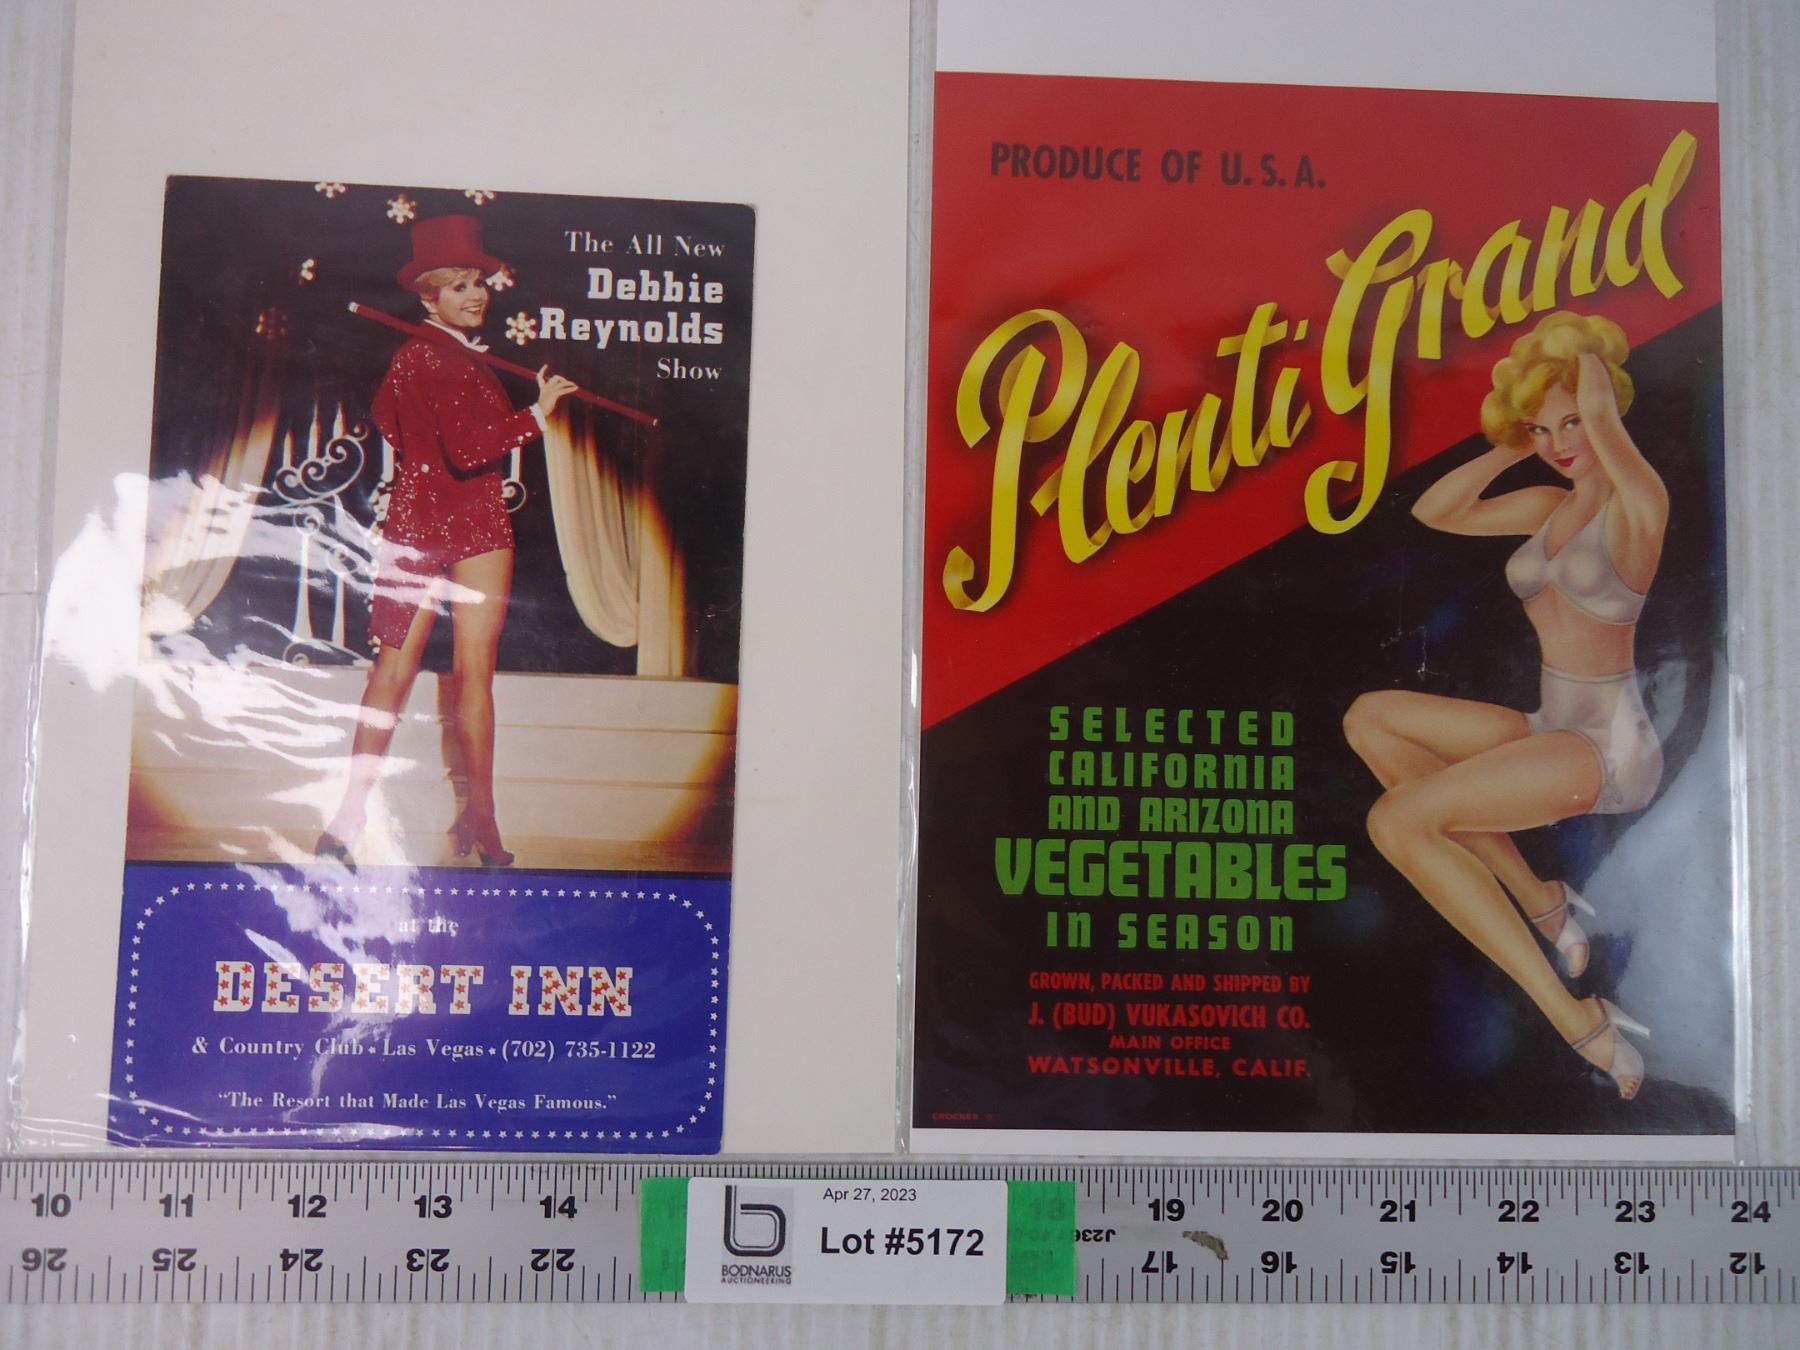 The All New
Debbie
Reynolds
Show
at the
DESERT INN
& Country Club * Las Vegas * (702) 735-1122
"The Resort that Made Las Vegas Famous."
PRODUCE OF U.S.A.
Plenti Grand
SELECTED
CALIFORNIA
AND ARIZONA
VEGETABLES
IN SEASON
GROWN, PACKED AND SHIPPED BY
J. (BUD) VUKASOVICH CO.
MAIN OFFICE
WATSONVILLE, CALIF.
CROCKER
10 11 12 13 14 18 19 20 21 22 23 24
26 25 24 23 22 17 16 15 14 13 12
Apr 27, 2023
Lot #5172
b
BODNARUS
AUCTIONEERING